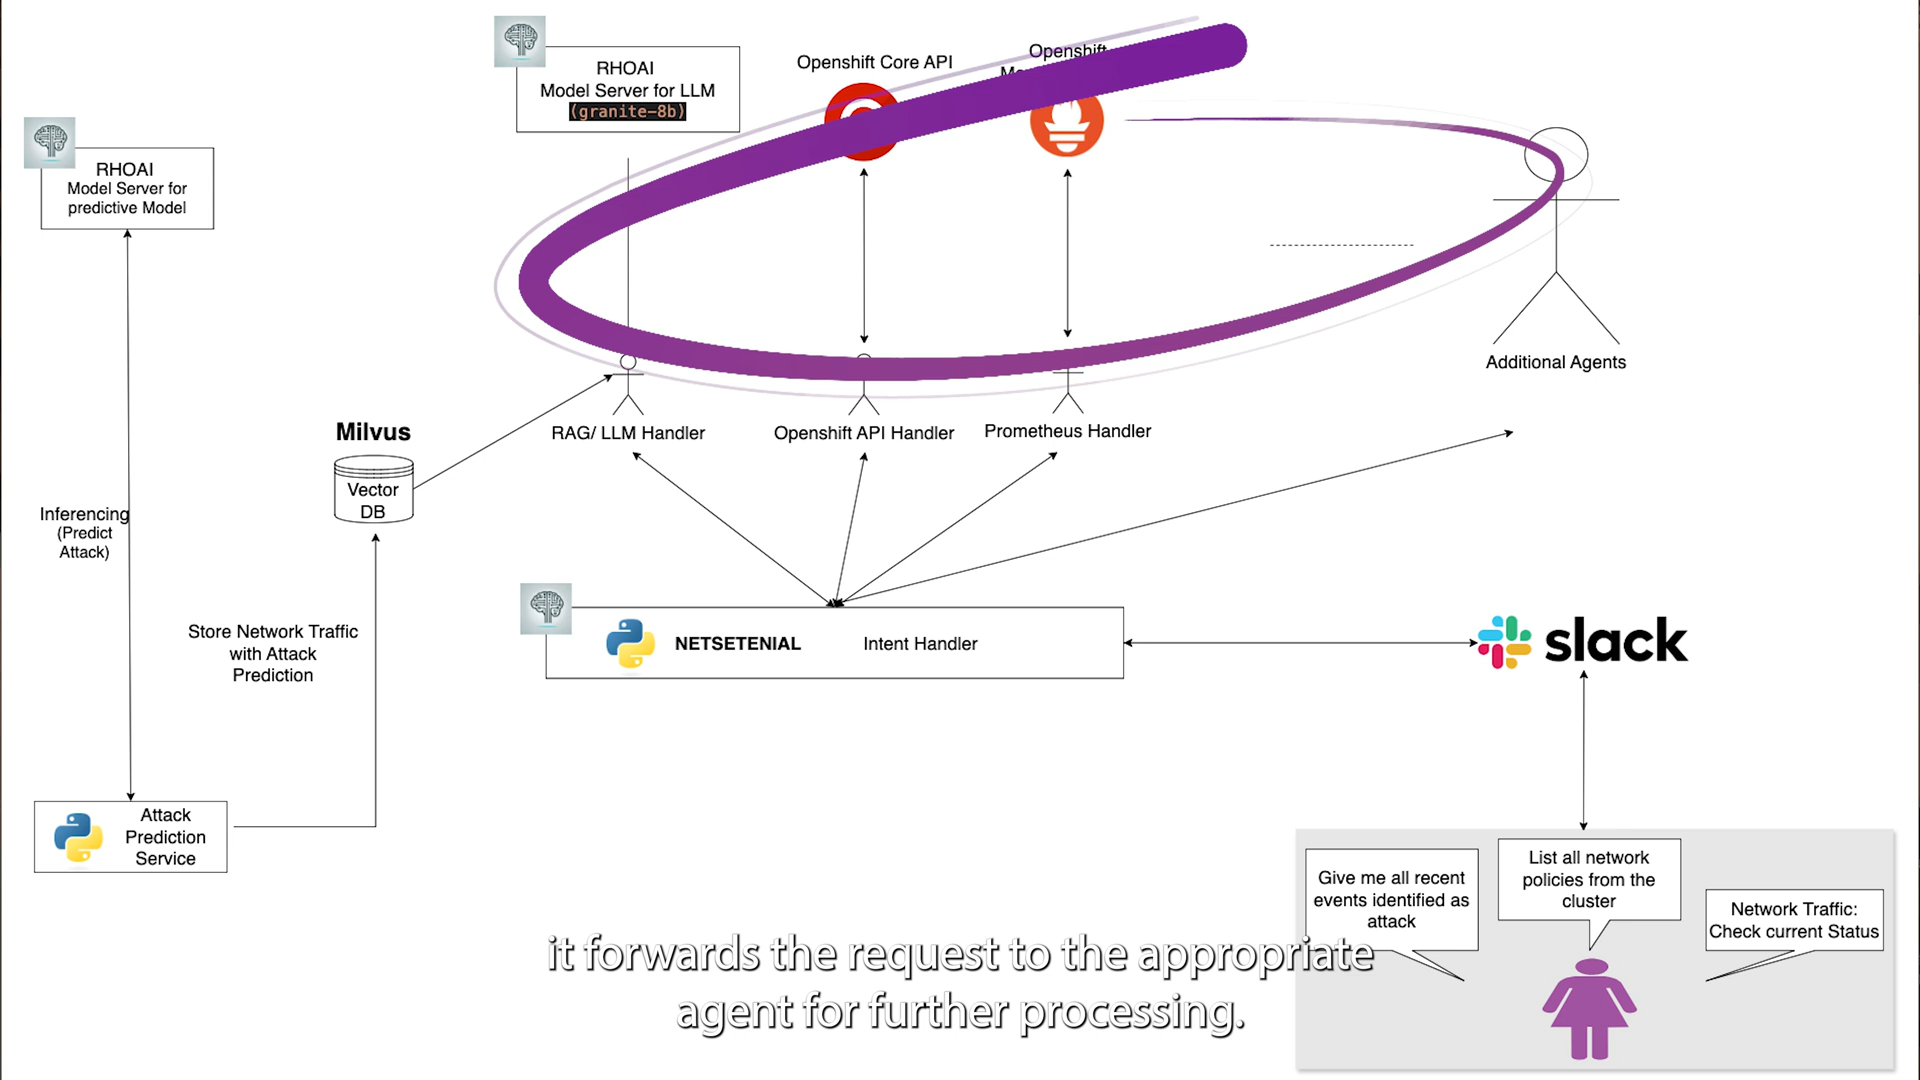 RHOAI
Model Server for LLM
(granite-8b)
Openshift Core API
Openshift
RHOAI
Model Server for
predictive Model
Additional Agents
Milvus
Vector
DB
RAG/ LLM Handler
Openshift API Handler
Prometheus Handler
Inferencing
(Predict
Attack)
Store Network Traffic
with Attack
Prediction
NETSETENIAL
Intent Handler
slack
Attack
Prediction
Service
Give me all recent
events identified as
attack
List all network
policies from the
cluster
Network Traffic:
Check current Status
it forwards the request to the appropriate
agent for further processing.